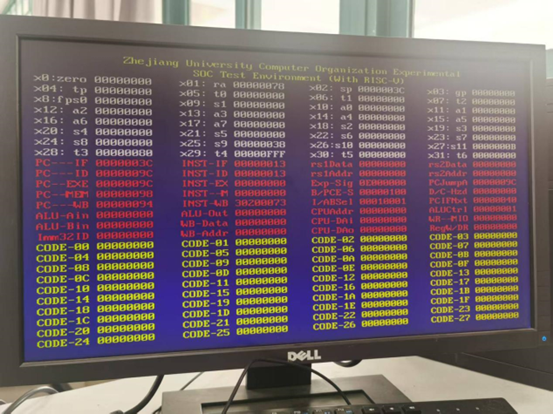 Zhejiang University Computer Organization Experimental
SOC Test Environment (With RISC-V)
x0:zero 00000000 x01: ra 00000078 x02: sp 0000003C x03: gp 00000000
x04: tp 00000000 x05: t0 00000000 x06: t1 00000000 x07: t2 00000000
x8:fps0 00000000 x09: s1 00000000 x10: a0 00000000 x11: a1 00000000
x12: a2 00000000 x13: a3 00000000 x14: a4 00000000 x15: a5 00000000
x16: a6 00000000 x17: a7 00000000 x18: s2 00000000 x19: s3 00000000
x20: s4 00000000 x21: s5 00000000 x22: s6 00000000 x23: s7 00000000
x24: s8 00000000 x25: s9 00000038 x26:s10 00000000 x27:s11
x28: t3 00000000 x29: t4 00000FFF x30: t5 00000000 x31: t6 00000000
PC---IF 0000003C INST-IF 00000013 rs1Data 00000000 rs2Data 00000000
PC---ID INST-ID 00000013 rs1Addr 00000000 rs2Addr 00000000
PC--EXE INST-EX 00000000 Exp-Sig PCJumpA
PC--MEM INST--M 00000000 B/PCE-S 00000100 D/C-Hzd 00000000
PC---WB 00000094 INST-WB 30200073 I/ABSel 00010001 PCIFNxt 00000040
ALU-Ain 00000000 ALU-Out 00000000 CPUAddr 00000000 ALUCtrl 00000001
ALU-Bin 00000000 WB-Data 00000000 CPU-DAi 00000000 WB-MIO 00000000
Imm32ID 00000000 WB-Addr 00000000 CPU-DAo 00000000 RegW/DR 00000000
CODE-00 00000000 CODE-01 00000000 CODE-02 00000000 CODE-03 00000000
CODE-04 00000000 CODE-05 00000000 CODE-06 00000000 CODE-07 00000000
CODE-08 00000000 CODE-09 00000000 CODE-0A 00000000 CODE-0B 00000000
CODE-0C 00000000 CODE-0D 00000000 CODE-0E 00000000 CODE-0F 00000000
CODE-10 00000000 CODE-11 00000000 CODE-12 00000000 CODE-13 00000000
CODE-14 00000000 CODE-15 00000000 CODE-16 00000000 CODE-17 00000000
CODE-18 00000000 CODE-19 00000000 CODE-1A 00000000 CODE-1B 00000000
CODE-1C 00000000 CODE-1D 00000000 CODE-1E 00000000 CODE-1F 00000000
CODE-20 00000000 CODE-21 00000000 CODE-22 00000000 CODE-23 00000000
CODE-24 00000000 CODE-25 00000000 CODE-26 00000000 CODE-27 00000000
DELL